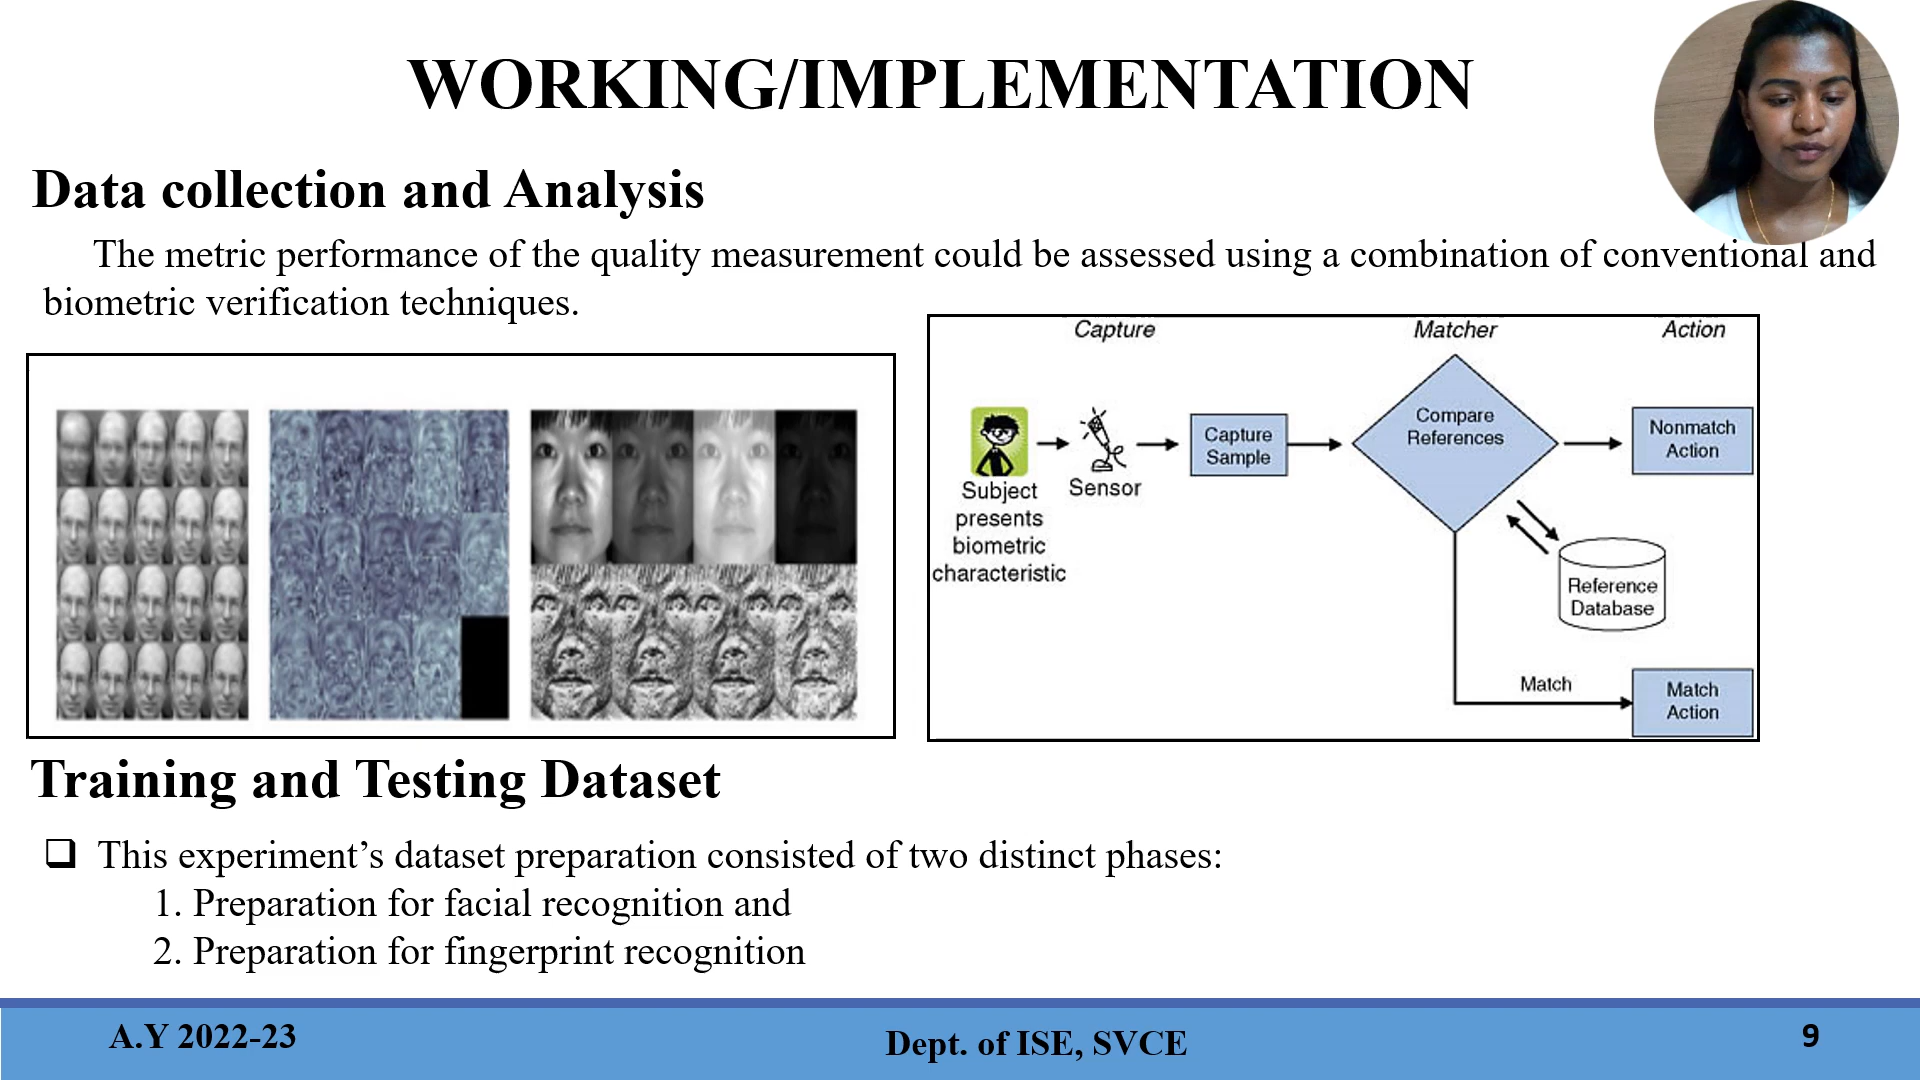 WORKING/IMPLEMENTATION
Data collection and Analysis
The metric performance of the quality measurement could be assessed using a combination of conventional and
biometric verification techniques.
Capture
Matcher
Action
Subject
presents
biometric
characteristic
Sensor
Capture
Sample
Compare
References
Nonmatch
Action
Reference
Database
Match
Match
Action
Training and Testing Dataset
❑ This experiment’s dataset preparation consisted of two distinct phases:
1. Preparation for facial recognition and
2. Preparation for fingerprint recognition
A.Y 2022-23
Dept. of ISE, SVCE
9